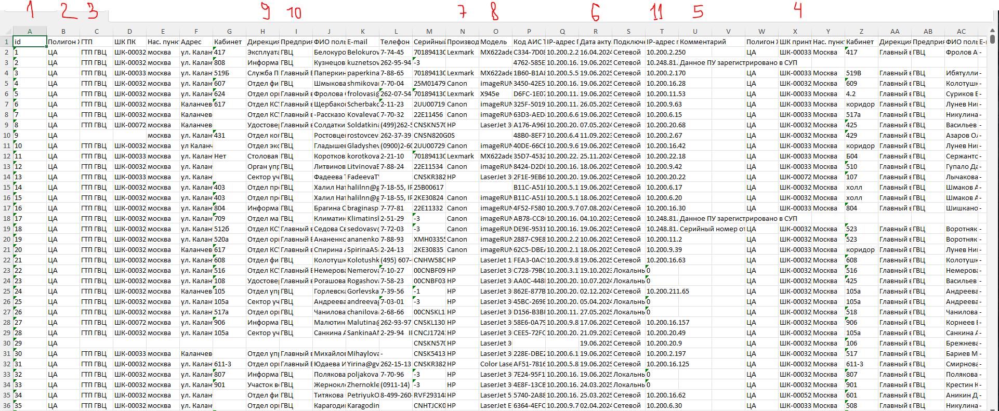 1 2 3 9 10 7 8 6 11 5 4
A B C D E F G H I J K L M N O P Q R S T U V W X Y Z AA AB AC
1 id Полигон Х ГТП ШК ПК Нас. пункт Адрес Кабинет Дирекция Предприя ФИО поль E-mail Телефон Серийный Производ Модель Код АИС Т IP-адрес Г Дата акту Подключе IP-адрес г Комментарий Полигон Х ШК принт Нас. пунк Кабинет Дирекция Предприя ФИО поль E-
2 1 ЦА ГТП ГВЦ ШК-00032 москва ул. Калан 417 Эксплуата ГВЦ Белокуро Belokurov 7-74-45 701894130 Lexmark MX622ade C334-7D08 10.200.2.2 16.04.2024 Сетевой 10.200.2.250 ЦА ШК-00033 Москва 417 Главный в ГВЦ Фролов А -
3 2 ЦА ГТП ГВЦ ШК-00032 москва ул. Калан 808 Информа ГВЦ Кузнецов kuznetsov 262-95-94 -3 4762-585E 10.200.16. 19.06.2025 Сетевой 10.248.81. Данное ПУ зарегистрировано в СУП
4 3 ЦА ГТП ГВЦ ШК-00033 москва ул. Калан 519Б Служба П Главный Е Паперкин paperkina 7-88-65 701894130 Lexmark MX622ade 1B60-B1A8 10.200.5.5 19.06.2025 Сетевой 10.200.2.170 ЦА ШК-00033 Москва 519В Главный в ГВЦ Ибятулли -
5 4 ЦА ГТП ГВЦ ШК-00032 москва ул. Калан 607 Отдел фи ГВЦ Шмыкова shmikova 7-70-04 25M01479 Canon imageRUN 3450-42E5 10.200.16. 19.06.2025 Сетевой 10.200.16.28 ЦА ШК-00032 Москва 609 Главный в ГВЦ Колотушк -
6 5 ЦА ГТП ГВЦ ШК-00032 москва ул. Калан 624 Отдел орг Главный в Фролова frolovasi@ 262-07-54 701894130 Lexmark X945e D6FC-1E07 10.200.11. 19.06.2025 Сетевой 10.200.11.53 ЦА ШК-00033 Москва 4.2 Главный в ГВЦ Суриков Е -
7 6 ЦА ГТП ГВЦ ШК-00032 москва Каланчев 617 Отдел КС Главный Щербако Scherbako 2-11-23 2UU00719 Canon imageRUN 325F-5019 10.200.11. 26.05.2025 Сетевой 10.200.9.63 ЦА ШК-00033 Москва коридор Главный в ГВЦ Лунев Ни -
8 7 ЦА ГТП ГВЦ ШК-00032 москва Каланчев Отдел КС Главный -Рассказо KovalevaO 7-70-32 22E11456 Canon imageRUN 63D3-AED4 10.200.6.6 19.06.2025 Сетевой 10.200.6.15 ЦА ШК-00033 Москва 517а Главный в ГВЦ Никулина -
9 8 ЦА ГТП ГВЦ ШК-00072 москва Каланчев Удостовер Главный в Солдатки Soldatkina (499)262-5 CNSKN570 HP LaserJet 3 A176-A96E 10.200.20. 07.05.2024 Сетевой 10.200.20.68 ЦА ШК-00032 Москва 425 Главный в ГВЦ Васильев -
10 9 ЦА москва ул. Калан 431 Отдел кол ГВЦ Ростовце rostovcev 262-37-39 CNSN820G0S 48B0-8EF7 10.200.6.4 11.09.2023 Сетевой 10.200.2.67 ЦА ШК-00032 Москва 429 Главный в ГВЦ Азаров Ол -
11 10 ЦА ГТП ГВЦ ШК-00032 москва ул Каланч Отдел экс ГВЦ Гладышев Gladyshev (0900)2-60 2UU00729 Canon imageRUN 40DE-66CE 10.200.9.6 19.06.2025 Сетевой 10.200.16.42 ЦА ШК-00032 Москва коридор Главный в ГВЦ Лунев Ни -
12 11 ЦА ГТП ГВЦ ШК-00033 москва ул. Калан Нет Столовая ГВЦ Коротков korotkova 2-21-10 701894130 Lexmark MX622ade 35D7-4532 10.200.22. 25.11.2024 Сетевой 10.200.22.18 ЦА ШК-00033 Москва Б04 Главный в ГВЦ Сержантс -
13 12 ЦА ГТП ГВЦ ШК-00032 москва ул. Калан Орган упр ГВЦ Литвинов LitvinovaE 7-88-24 22E11534 Canon imageRUN 8424-D2D8 10.200.16. 18.06.2025 Сетевой 10.200.9.42 ЦА ШК-00033 Москва 510 Главный в ГВЦ Гупало Да -
14 13 ЦА ГТП ГВЦ ШК-00033 москва ул. Калан Сектор уч ГВЦ Фадеева Т FadeevaT CNSKR382 HP LaserJet 3 2F1E-9EB6 10.200.20. 19.06.2025 Сетевой 10.200.20.22 ЦА ШК-00072 Москва 107 Главный в ГВЦ Лычакова -
15 14 ЦА ГТП ГВЦ ШК-00032 москва ул. Калан 403 Отдел пр ГВЦ Халил Нат halilnn@g 7-18-55, IP 25B00617 B11C-A51E 10.200.5.1 19.06.2025 Сетевой 10.200.6.17 ЦА ШК-00032 Москва холл Главный в ГВЦ Шмаков А -
16 15 ЦА ГТП ГВЦ ШК-00032 москва ул. Калан 403 Отдел пр ГВЦ Халил Нат halilnn@g 7-18-55, IP 2KE30824 Canon imageRUN B11C-A51E 10.200.5.1 18.06.2025 Сетевой 10.200.6.20 ЦА ШК-00032 Москва холл Главный в ГВЦ Шмаков А -
17 16 ЦА ГТП ГВЦ ШК-00032 москва ул. Калан 804 Информа ГВЦ Брагина С braginasp 7-77-81 22E11332 Canon imageRUN 4F52-F580 10.200.9.7 07.08.2024 Сетевой 10.200.16.30 ЦА ШК-00033 Москва 804 Главный в ГВЦ Шишкано -
18 17 ЦА ГТП ГВЦ ШК-00032 москва ул. Калан 709 Отдел ма ГВЦ Климатин Klimatinsk 2-51-29 -3 Canon imageRUN AB78-CC8 10.200.16. 04.10.2023 Сетевой 10.248.81. Данное ПУ зарегистрировано в СУП
19 18 ЦА ГТП ГВЦ ШК-00032 москва ул. Калан 512б Отдел КС Главный Седова Св sedovasv@ 7-72-03 -3 Canon imageRUN DE9E-9531 10.200.16. 19.06.2025 Сетевой 10.248.81. Серийный номер от ЦА ШК-00032 Москва 523 Главный в ГВЦ Воротняк -
20 19 ЦА ГТП ГВЦ ШК-00032 москва ул. Калан 520а Отдел орг Главный Ананенко ananenko 7-88-93 XMH03355 Canon imageRUN 2887-C9E8 10.200.2.2 10.06.2025 Сетевой 10.200.11.2 ЦА ШК-00032 Москва 523 Главный в ГВЦ Воротняк -
21 20 ЦА ГТП ГВЦ ШК-00032 москва Каланчев 617 Отдел КС Главный Спирина SpirinaAS 2-24-13 2KE30835 Canon imageRUN 62C5-DBEA 10.200.2.1 18.06.2025 Сетевой 10.200.9.39 ЦА ШК-00032 Москва коридор Главный в ГВЦ Лунев Ни -
22 21 ЦА ГТП ГВЦ ШК-00032 москва ул. Калан 608 Отдел фи ГВЦ Колотушк Kolotushk (495) 607- CNHW58C HP LaserJet 1 FEA3-0AC9 10.200.9.8 19.06.2025 Сетевой 10.200.16.63 ЦА ШК-00032 Москва 608 Главный в ГВЦ Колотушк -
23 22 ЦА ГТП ГВЦ ШК-00032 москва ул. Калан 516 Отдел КС Главный Немерова Nemerova 7-10-27 00CNBF09 HP LaserJet 3 C728-79BC 10.200.3.1 19.10.2023 Локальнь 0 ЦА ШК-00032 Москва 516 Главный в ГВЦ Немерова -
24 23 ЦА ГТП ГВЦ ШК-00032 москва ул. Калан 108 Удостовер Главный Рогашова Rogashova 7-58-23 00CNBF03 HP LaserJet 3 AA0C-448 10.200.20. 10.07.2024 Локальнь 0 ЦА ШК-00032 Москва 425 Главный в ГВЦ Васильев -
25 24 ЦА ГТП ГВЦ ШК-00032 москва Каланчев 105 Отдел упр ГВЦ Горлевска Gorlevska 7-39-56 -1 HP LaserJet 3 862E-877B 10.200.20. 02.12.2024 Сетевой 10.200.211.65 ЦА ШК-00032 Москва 105а Главный в ГВЦ Андреева -
26 25 ЦА ГТП ГВЦ ШК-00032 москва ул. Калан 105а Сектор уч ГВЦ Андреева andreevag 7-03-01 -3 HP LaserJet 3 45BC-269E 10.200.20. 05.04.2024 Локальнь 0 ЦА ШК-00032 Москва 105а Главный в ГВЦ Андреева -
27 26 ЦА ГТП ГВЦ ШК-00032 москва ул. Калан 517а Отдел орг ГВЦ Чанилова chanilova 2-68-66 00CNSKL1 HP LaserJet 3 D156-B3BF 10.200.11. 27.05.2025 Локальнь 0 ЦА ШК-00032 Москва 518 Главный в ГВЦ Чанилова -
28 27 ЦА ГТП ГВЦ ШК-00072 москва ул. Калан 906 Информа ГВЦ Малютин Malutina@ 262-93-97 CNSKL130 HP LaserJet 3 58E6-0A79 10.200.9.8 17.06.2025 Сетевой 10.200.16.157 ЦА ШК-00032 Москва 906 Главный в ГВЦ Корнеев -
29 28 ЦА ГТП ГВЦ ШК-00032 москва ул. Калан 105а Сектор уч ГВЦ Санкина А SankinaAN 2-29-94 IP CNCJ1724 HP LaserJet 3 CEE5-72FC 10.200.20. 21.09.2023 Сетевой 10.200.20.49 ЦА ШК-00032 Москва 105а Главный в ГВЦ Санкина А -
30 29 ЦА CNSKN570 HP LaserJet 3 19.06.2025 Сетевой 10.200.20.9 ЦА ШК-00032 Москва 106 Главный в ГВЦ Брежнева -
31 30 ЦА ГТП ГВЦ ШК-00033 москва Каланчев Отдел упр Главный Михайлов Mihaylova - CNSK5413 HP LaserJet 3 228E-DBE2 10.200.6.1 19.06.2025 Сетевой 10.200.2.197 ЦА ШК-00032 Москва 517 Главный в ГВЦ Бариев М -
32 31 ЦА ГТП ГВЦ ШК-00032 москва ул. Калан 611-3 Отдел орг Главный Юдаева И Yirina@gv 262-15-13 CNSKR382 HP Color Lase AF51-7816 10.200.5.8 19.06.2025 Сетевой 10.200.16.125 ЦА ШК-00033 Москва 611-3 Главный в ГВЦ Смирнова -
33 32 ЦА ГТП ГВЦ ШК-00032 москва ул. Калан 807 Информа ГВЦ Полякова poljakova 7-70-96 -3 HP LaserJet 3 7E24-95F1 10.200.16. 19.06.2025 Локальнь 0 ЦА ШК-00032 Москва 807 Главный в ГВЦ Полякова -
34 33 ЦА ГТП ГВЦ ШК-00032 москва ул. Калан 901 Участок в ГВЦ Жернокл Zhernokle (0911-14) -3 HP LaserJet 3 4E8F-13CB 10.200.16. 24.03.2025 Локальнь 0 ЦА ШК-00032 Москва 901 Главный в ГВЦ Крестин К -
35 34 ЦА ГТП ГВЦ ШК-00032 москва ул. Калан Отдел фи ГВЦ Титякова PetriyukO 8-499-260- RVF29314 HP LaserJet 5 5740-2A88 10.200.16. 25.03.2025 Сетевой 10.200.16.62 ЦА ШК-00052 Москва 601 Главный в ГВЦ Аникин Д -
36 35 ЦА ГТП ГВЦ ШК-00032 москва ул. Калан Отдел орг ГВЦ Карагоди Karagodin CNHTJCK0 HP LaserJet E 6364-4EFC 10.200.9.7 02.04.2024 Сетевой 10.200.6.30 ЦА ШК-00033 Москва 508 Главный в ГВЦ Никулина -